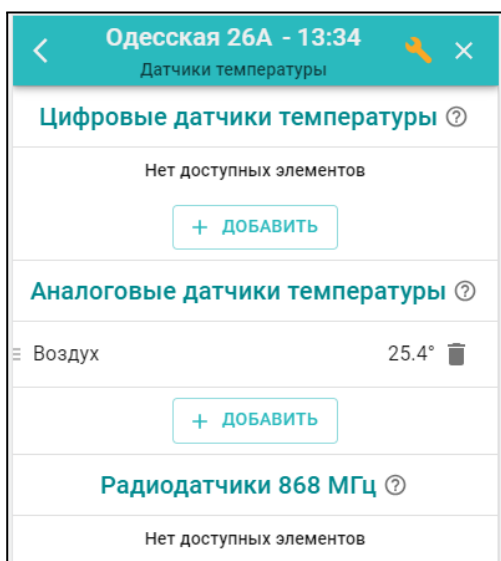 Одесская 26А - 13:34
Датчики температуры
Цифровые датчики температуры ?
Нет доступных элементов
+ ДОБАВИТЬ
Аналоговые датчики температуры ?
Воздух 25.4°
+ ДОБАВИТЬ
Радиодатчики 868 МГц ?
Нет доступных элементов